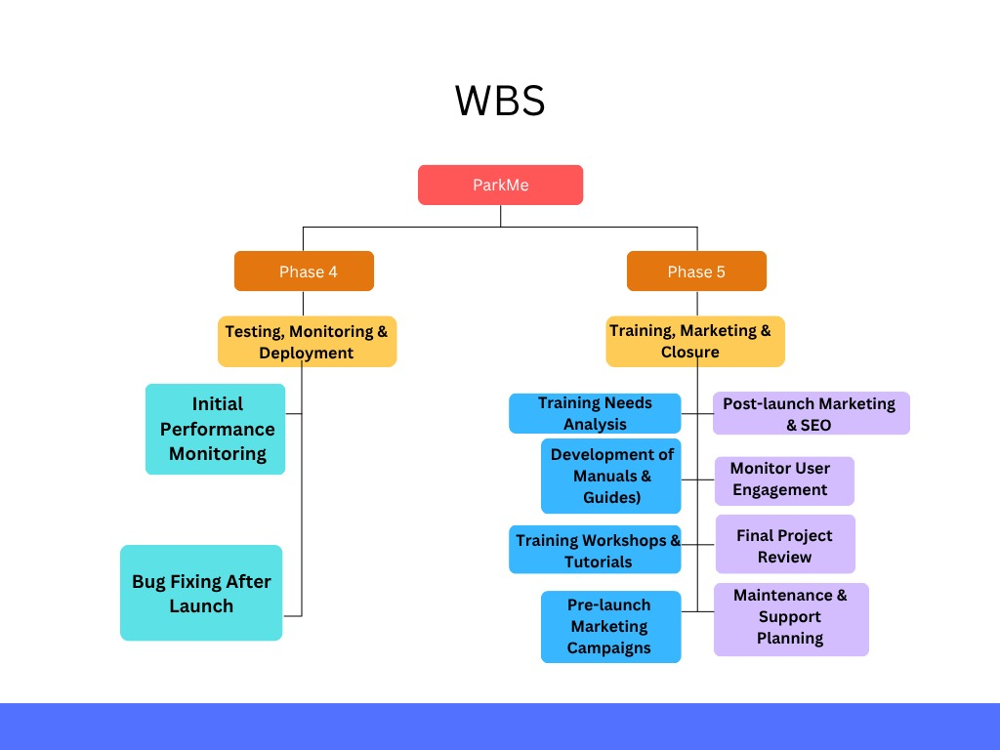 WBS
ParkMe
Phase 4
Phase 5
Testing, Monitoring &
Deployment
Training, Marketing &
Closure
Initial
Performance
Monitoring
Bug Fixing After
Launch
Training Needs
Analysis
Development of
Manuals &
Guides)
Training Workshops &
Tutorials
Pre-launch
Marketing
Campaigns
Post-launch Marketing
& SEO
Monitor User
Engagement
Final Project
Review
Maintenance &
Support
Planning